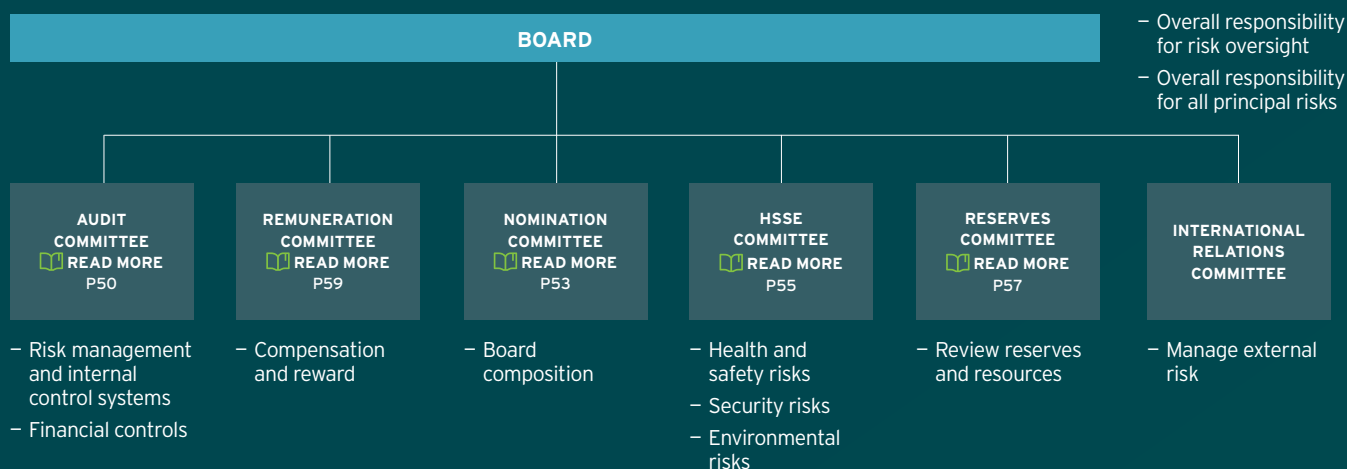 BOARD
– Overall responsibility
for risk oversight
– Overall responsibility
for all principal risks
AUDIT
COMMITTEE
READ MORE
P50
REMUNERATION
COMMITTEE
READ MORE
P59
NOMINATION
COMMITTEE
READ MORE
P53
HSSE
COMMITTEE
READ MORE
P55
RESERVES
COMMITTEE
READ MORE
P57
INTERNATIONAL
RELATIONS
COMMITTEE
– Risk management
and internal
control systems
– Financial controls
– Compensation
and reward
– Board
composition
– Health and
safety risks
– Security risks
– Environmental
risks
– Review reserves
and resources
– Manage external
risk